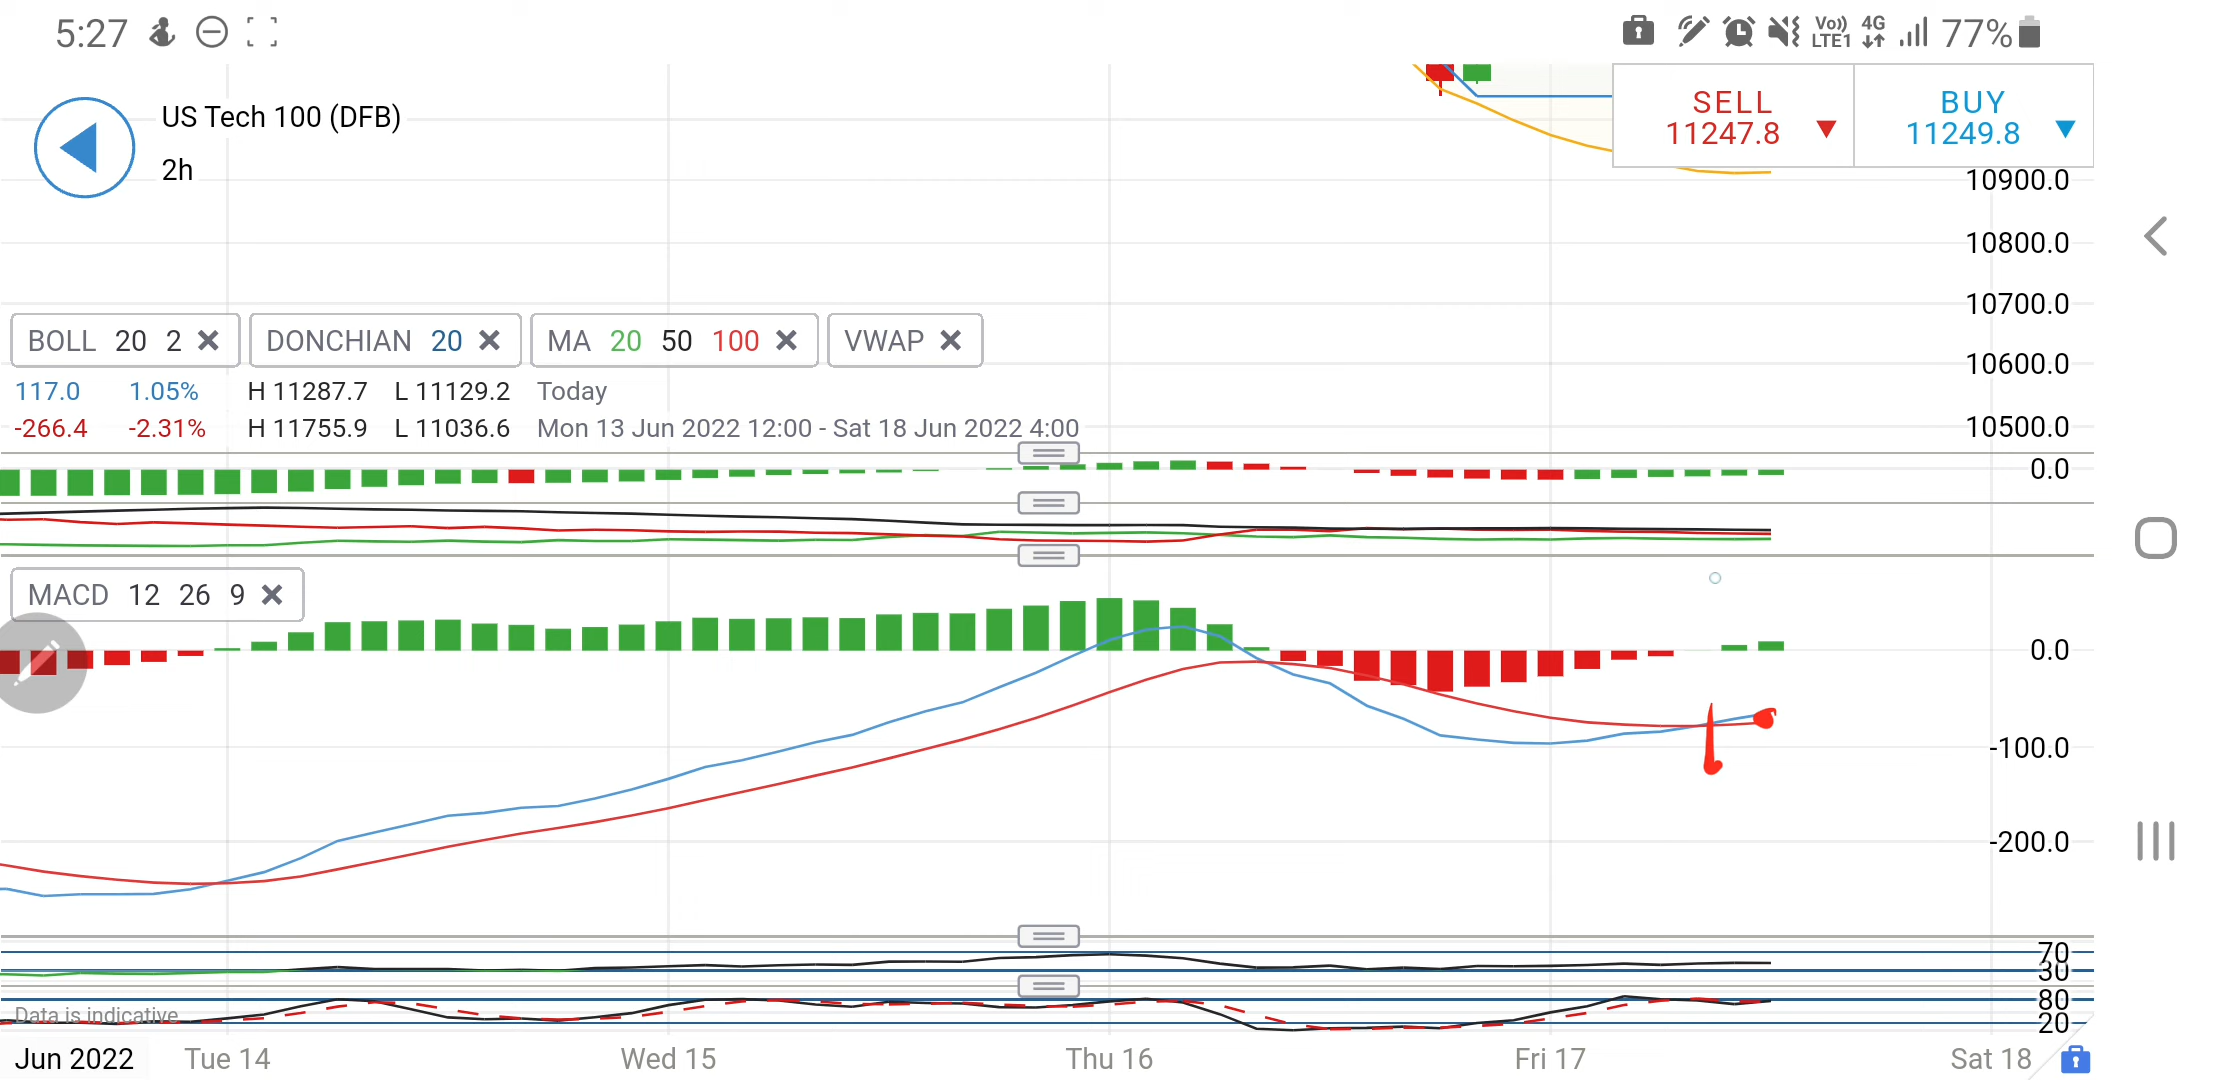 5:27
Vo)) LTE1 4G 77%
US Tech 100 (DFB)
2h
SELL 11247.8
BUY 11249.8
10900.0
10800.0
10700.0
10600.0
10500.0
BOLL 20 2 × DONCHIAN 20 × MA 20 50 100 × VWAP ×
117.0 1.05% H 11287.7 L 11129.2 Today
-266.4 -2.31% H 11755.9 L 11036.6 Mon 13 Jun 2022 12:00 - Sat 18 Jun 2022 4:00
0.0
MACD 12 26 9 ×
0.0
-100.0
-200.0
70
30
80
20
Data is indicative
Jun 2022 Tue 14 Wed 15 Thu 16 Fri 17 Sat 18